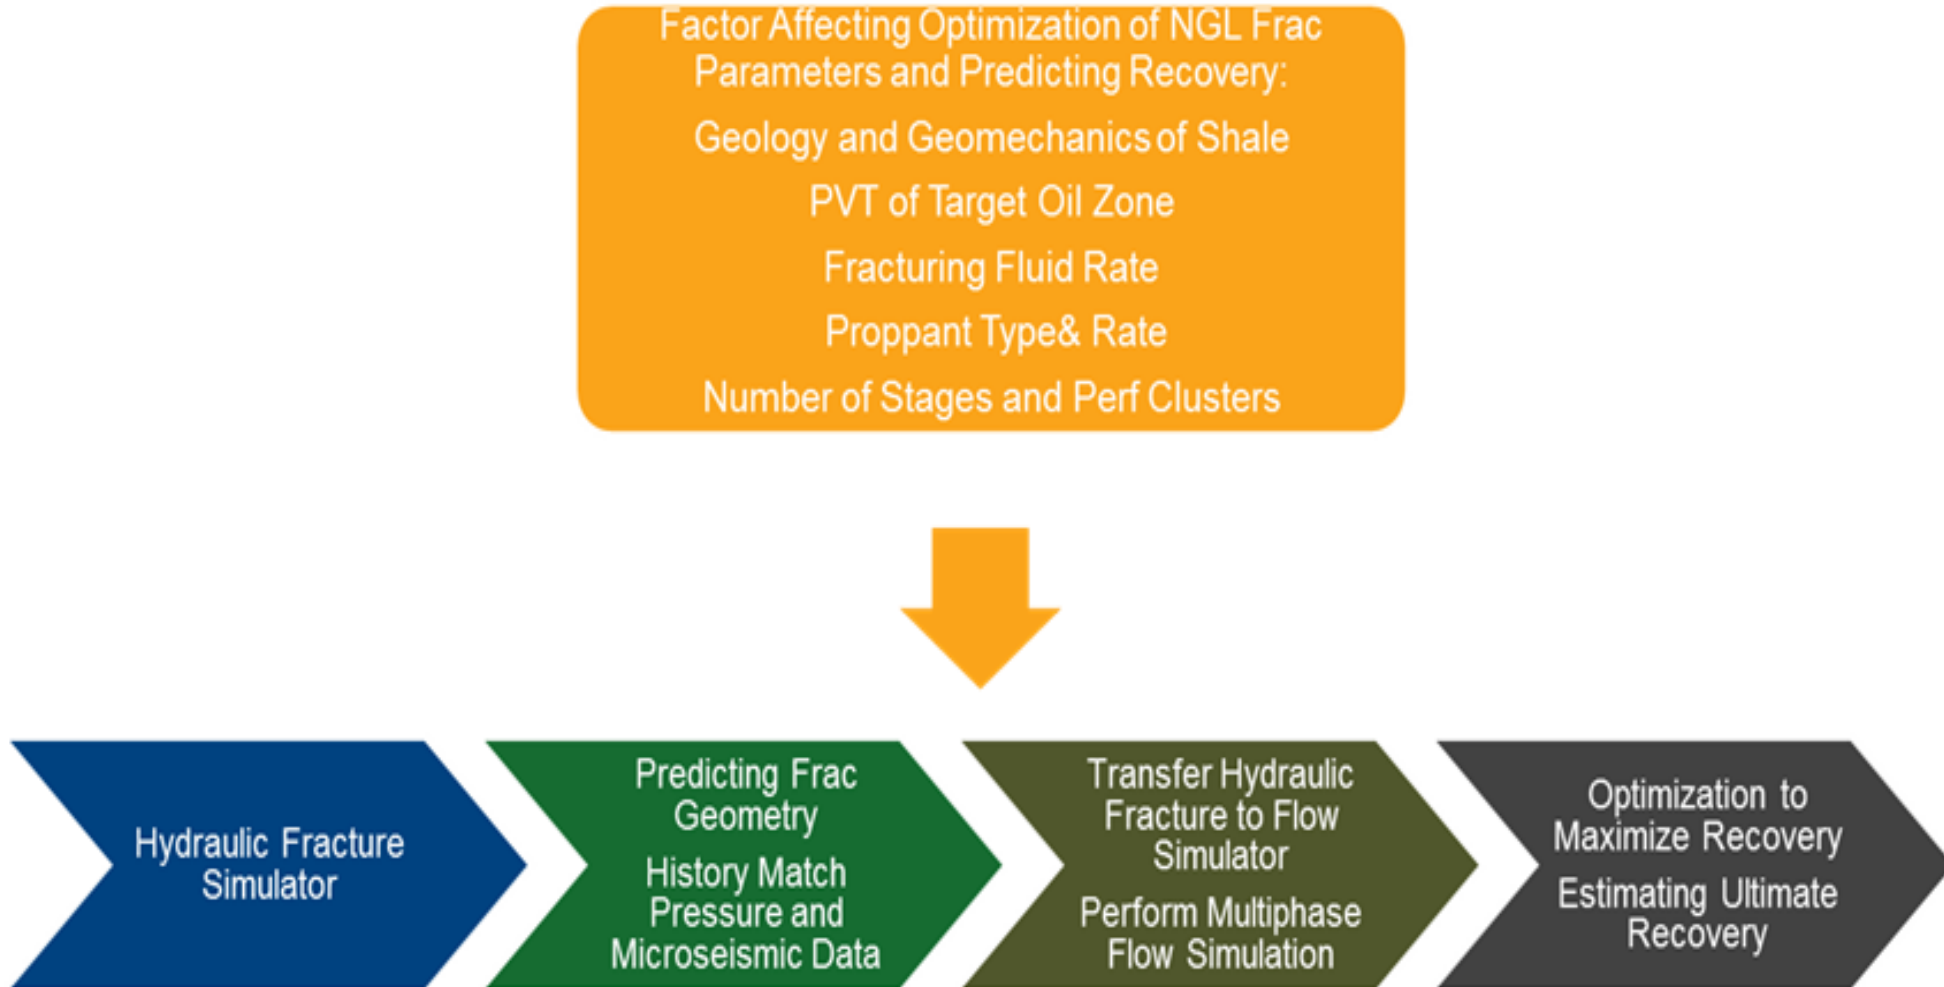 Factor Affecting Optimization of NGL Frac
Parameters and Predicting Recovery:
Geology and Geomechanics of Shale
PVT of Target Oil Zone
Fracturing Fluid Rate
Proppant Type& Rate
Number of Stages and Perf Clusters
Hydraulic Fracture
Simulator
Predicting Frac
Geometry
History Match
Pressure and
Microseismic Data
Transfer Hydraulic
Fracture to Flow
Simulator
Perform Multiphase
Flow Simulation
Optimization to
Maximize Recovery
Estimating Ultimate
Recovery